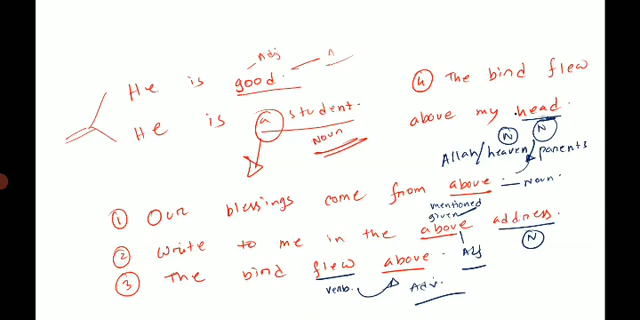 Adj n
He is good.
He is a student.
Noun
① Our blessings come from above. — Noun.
Allah/heaven parents
N
mentioned
given
② Write to me in the above address.
Adj N
③ The bind flew above.
verb. Adv.
④ The bind flew
above my head.
N